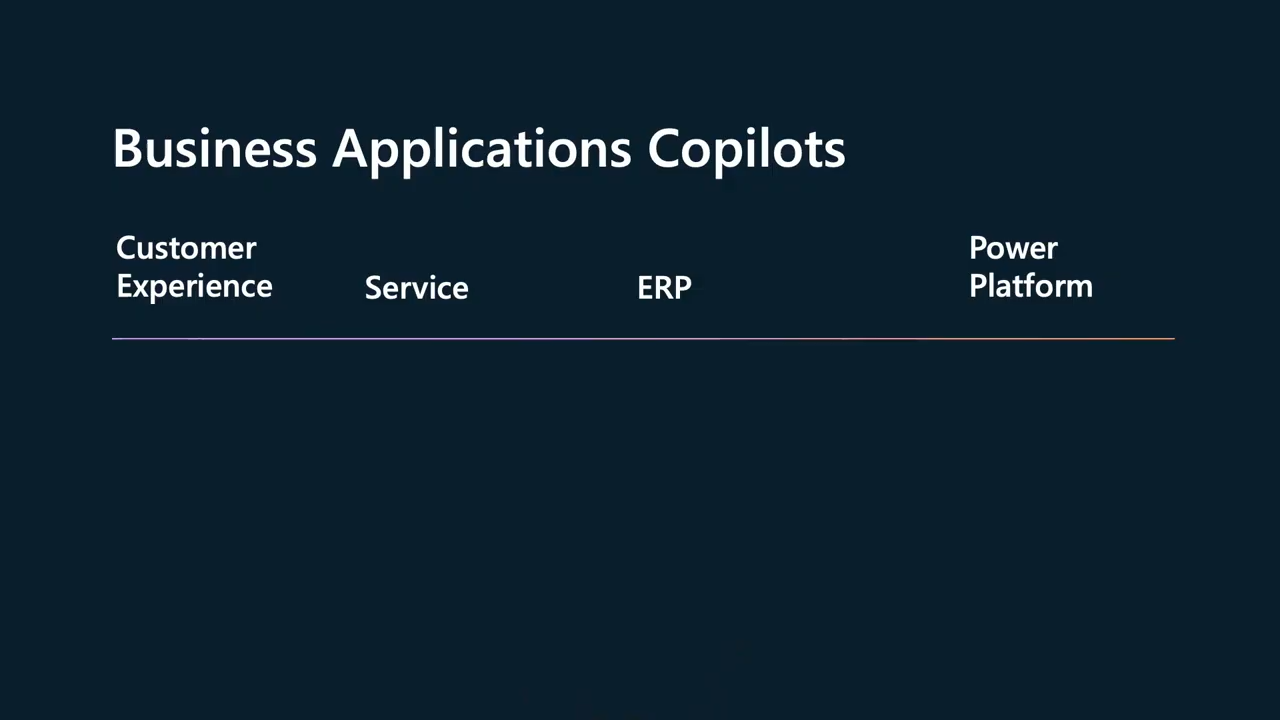 Business Applications Copilots
Customer
Experience
Service
ERP
Power
Platform